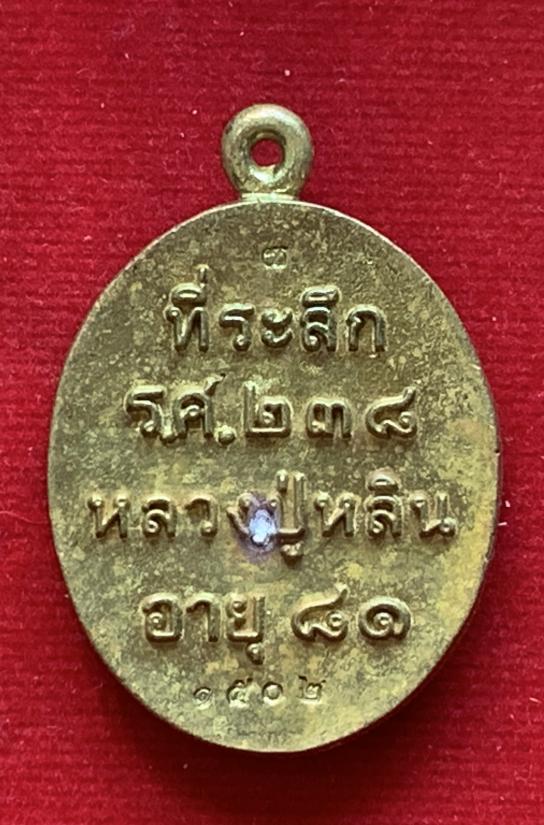 ที่ระลึก
ร.ศ.๒๓๘
หลวงปู่หลิน
อายุ ๘๑
๑๕๐๒